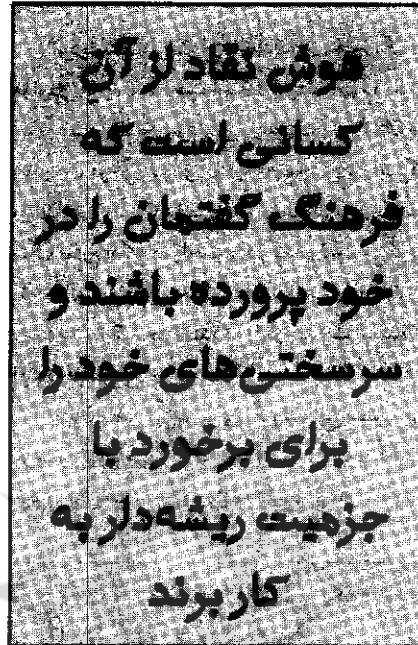 هوش نقاد از آن
کسانی است که
فرهنگ گفتمان را در
خود پرورده باشند و
سرسختی‌های خود را
برای برخورد با
جزمیت ریشه‌دار به
کار برند